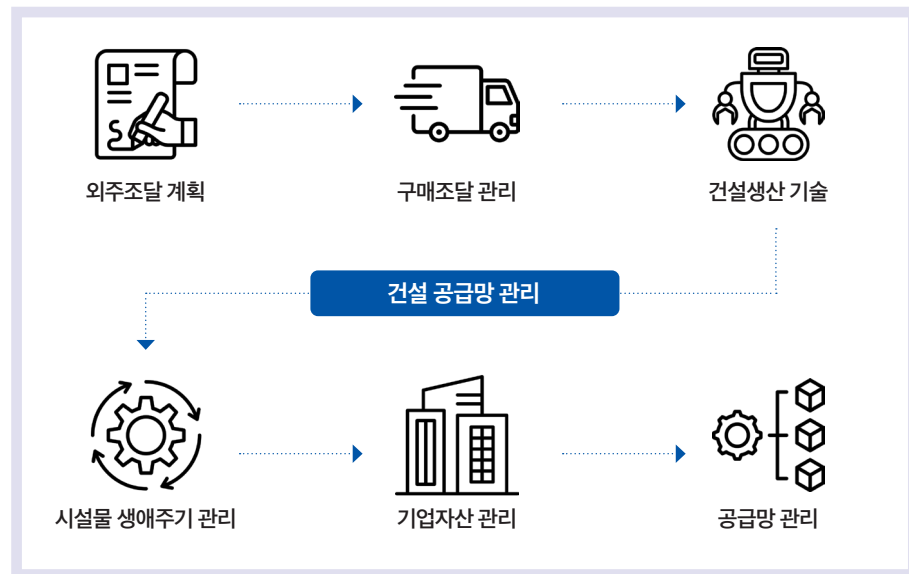 외주조달 계획
구매조달 관리
건설생산 기술
건설 공급망 관리
시설물 생애주기 관리
기업자산 관리
공급망 관리